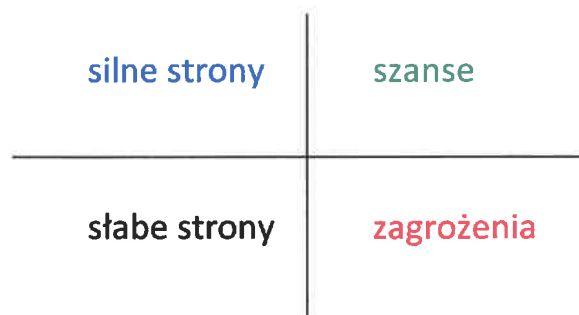 silne strony
szanse
słabe strony
zagrożenia